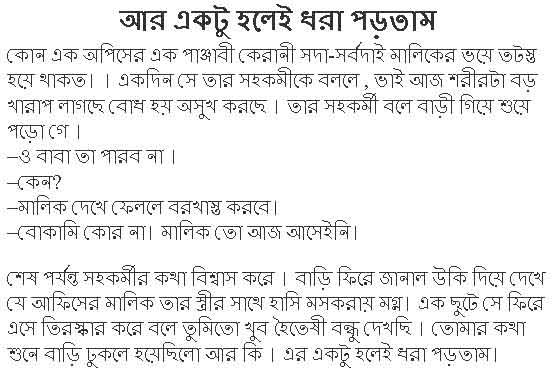 আর একটু হলেই ধরা পড়তাম
কোন এক অপিসের এক পাঞ্জাবী কেরানী সদা-সর্বদাই মালিকের ভয়ে তটস্ত
হয়ে থাকত। । একদিন সে তার সহকর্মীকে বললে , ভাই আজ শরীরটা বড়
খারাপ লাগছে বোধ হয় অসুখ করছে । তার সহকর্মী বলে বাড়ী গিয়ে শুয়ে
পড়ো গে ।
–ও বাবা তা পারব না ।
–কেন?
–মালিক দেখে ফেললে বরখাস্ত করবে।
–বোকামি কোর না। মালিক তো আজ আসেইনি।
শেষ পর্যন্ত সহকর্মীর কথা বিশ্বাস করে । বাড়ি ফিরে জানাল উকি দিয়ে দেখে
যে আফিসের মালিক তার স্ত্রীর সাথে হাসি মসকরায় মগ্ন। এক ছুটে সে ফিরে
এসে তিরস্কার করে বলে তুমিতো খুব হৈতেষী বন্ধু দেখছি । তোমার কথা
শুনে বাড়ি ঢুকলে হয়েছিলো আর কি । এর একটু হলেই ধরা পড়তাম।